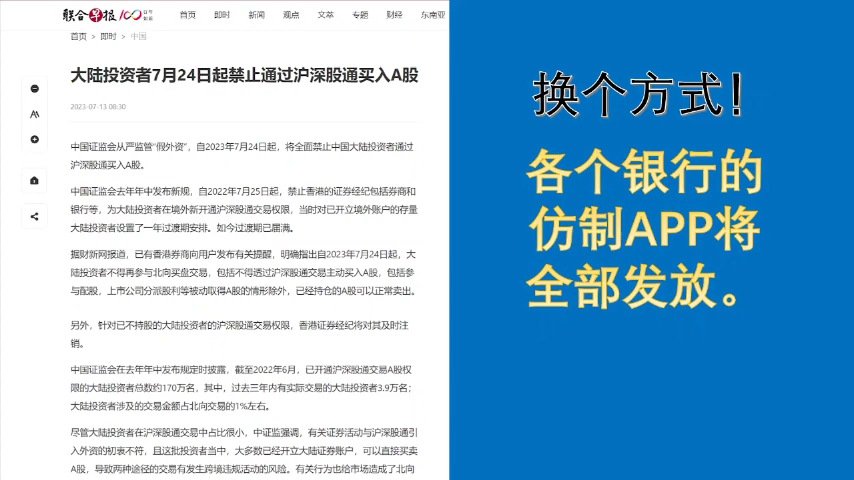 联合早报100
首页 即时 新闻 观点 文萃 专题 财经 东南亚
首页 > 即时 > 中国
大陆投资者7月24日起禁止通过沪深股通买入A股
2023-07-13 08:30
中国证监会从严监管“假外资”，自2023年7月24日起，将全面禁止中国大陆投资者通过
沪深股通买入A股。
中国证监会去年年中发布新规，自2022年7月25日起，禁止香港的证券经纪包括券商和
银行等，为大陆投资者在境外新开通沪深股通交易权限，当时对已开立境外账户的存量
大陆投资者设置了一年过渡期安排。如今过渡期已届满。
据财新网报道，已有香港券商向用户发布有关提醒，明确指出自2023年7月24日起，大
陆投资者不得再参与北向买盘交易，包括不得透过沪深股通交易主动买入A股，包括参
与配股，上市公司分派股利等被动取得A股的情形除外，已经持仓的A股可以正常卖出。
另外，针对已不持股的大陆投资者的沪深股通交易权限，香港证券经纪将对其及时注
销。
中国证监会在去年年中发布规定时披露，截至2022年6月，已开通沪深股通交易A股权
限的大陆投资者总数约170万名，其中，过去三年内有实际交易的大陆投资者3.9万名；
大陆投资者涉及的交易金额占北向交易的1%左右。
尽管大陆投资者在沪深股通交易中占比很小，中证监强调，有关证券活动与沪深股通引
入外资的初衷不符，且这批投资者当中，大多数已经开立大陆证券账户，可以直接买卖
A股，导致两种途径的交易有发生跨境违规活动的风险。有关行为也给市场造成了北向
换个方式！
各个银行的
仿制APP将
全部发放。